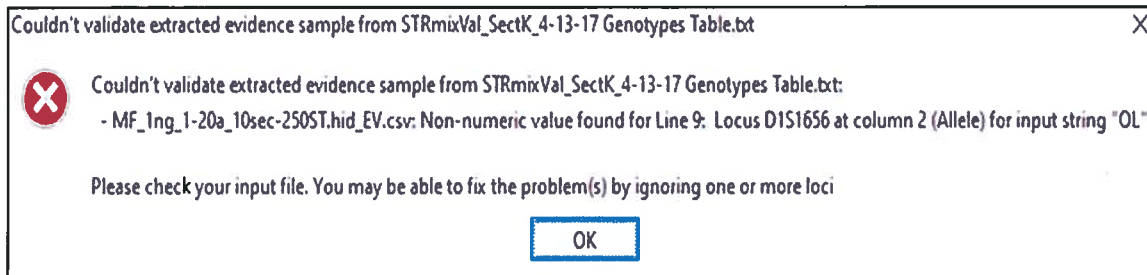 Couldn't validate extracted evidence sample from STRmixVal_SectK_4-13-17 Genotypes Table.txt
Couldn't validate extracted evidence sample from STRmixVal_SectK_4-13-17 Genotypes Table.txt:
- MF_1ng_1-20a_10sec-250ST.hid_EV.csv: Non-numeric value found for Line 9:  Locus D1S1656 at column 2 (Allele) for input string "OL"
Please check your input file. You may be able to fix the problem(s) by ignoring one or more loci
OK